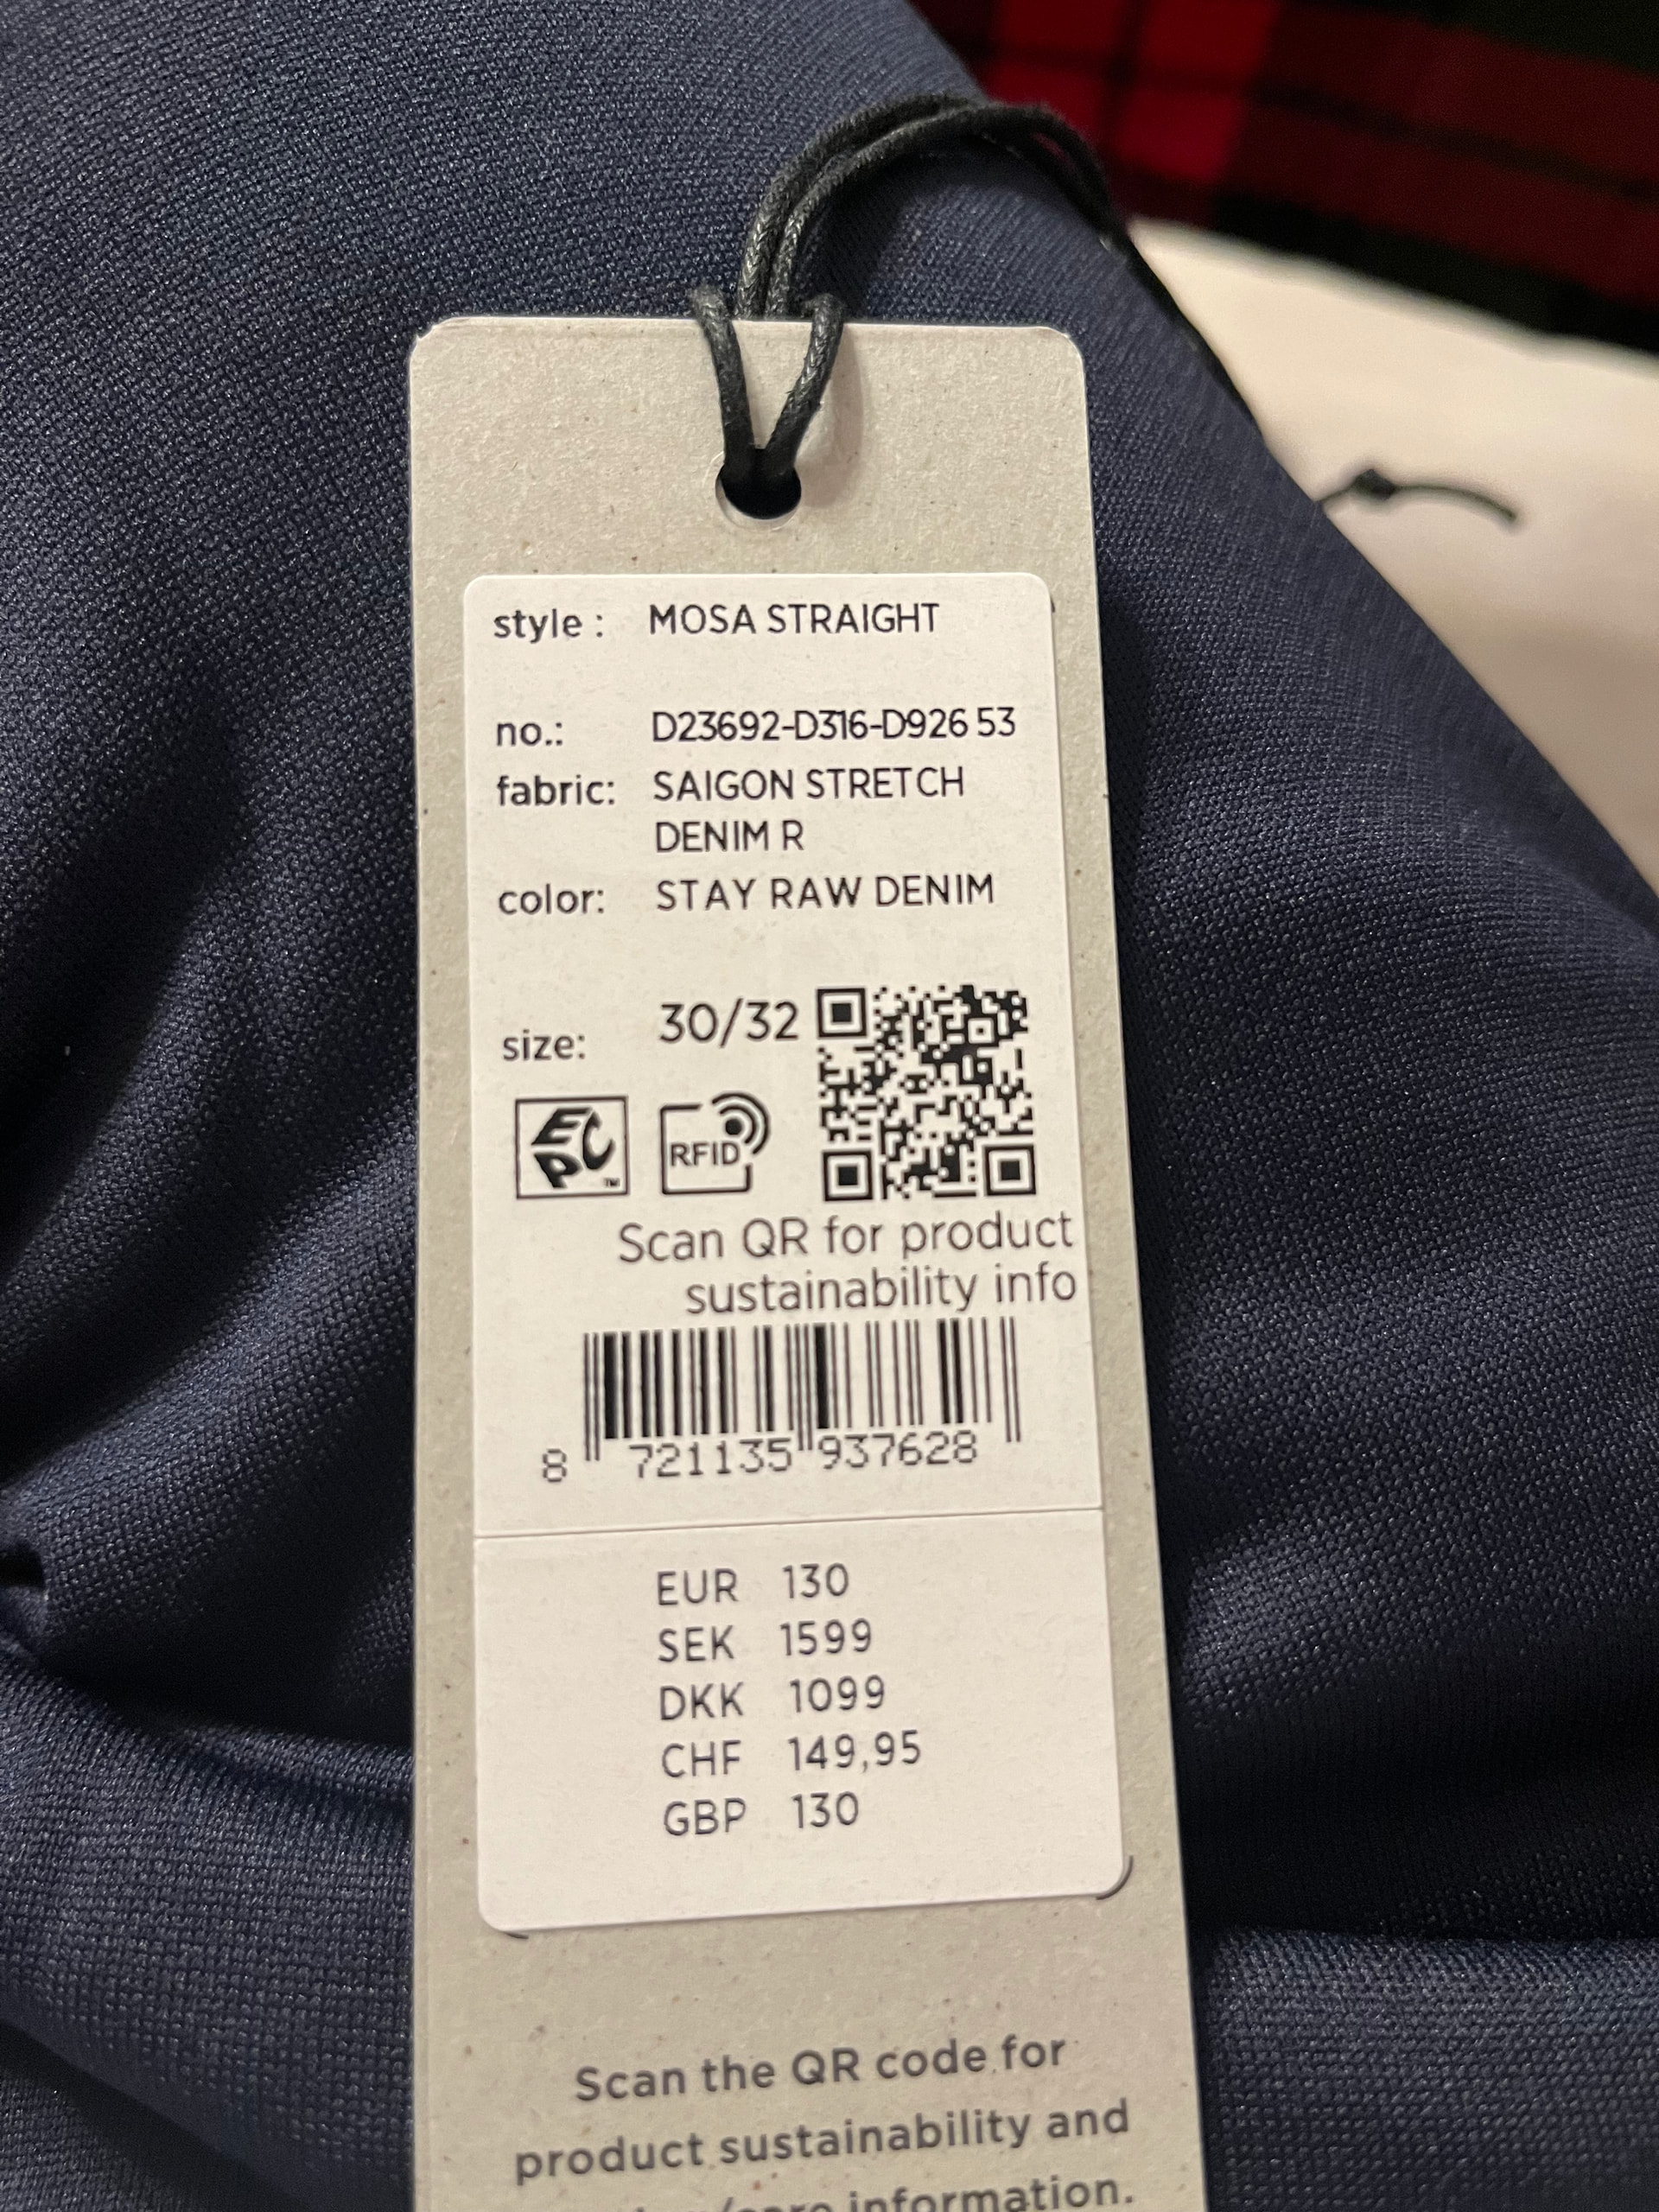 style : MOSA STRAIGHT
no.: D23692-D316-D926 53
fabric: SAIGON STRETCH
DENIM R
color: STAY RAW DENIM
size: 30/32
EPC TM
RFID
Scan QR for product
sustainability info
8 721135 937628
EUR 130
SEK 1599
DKK 1099
CHF 149,95
GBP 130
Scan the QR code for
product sustainability and
information.